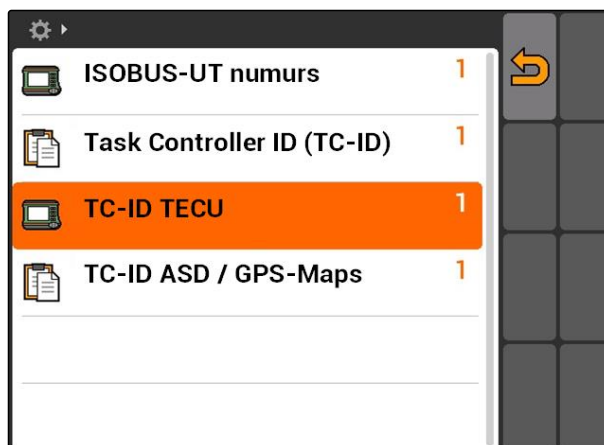 ISOBUS-UT numurs 1
Task Controller ID (TC-ID) 1
TC-ID TECU 1
TC-ID ASD / GPS-Maps 1